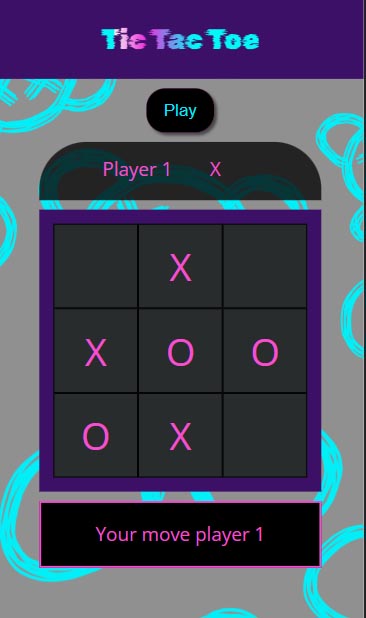 Tic Tac Toe
Play
Player 1 X
X
X O O
O X
Your move player 1